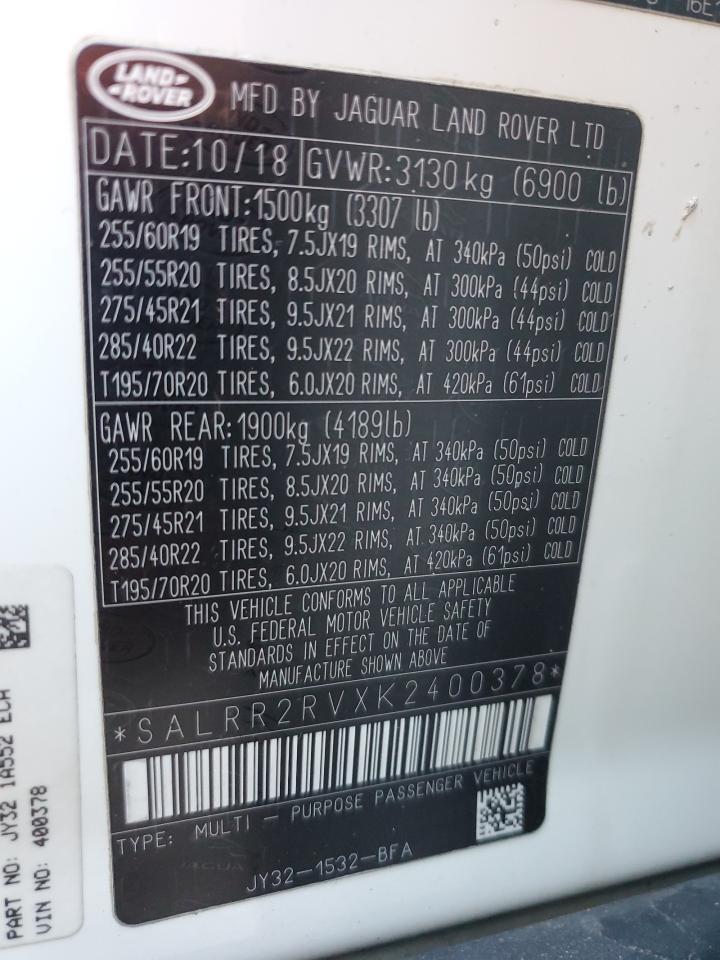 LAND-
-ROVER
MFD BY JAGUAR LAND ROVER LTD
DATE:10/18 GVWR:3130 kg (6900 lb)
GAWR FRONT:1500kg (3307 lb)
255/60R19 TIRES, 7.5JX19 RIMS, AT 340kPa (50psi) COLD
255/55R20 TIRES, 8.5JX20 RIMS, AT 300kPa (44psi) COLD
275/45R21 TIRES, 9.5JX21 RIMS, AT 300kPa (44psi) COLD
285/40R22 TIRES, 9.5JX22 RIMS, AT 300kPa (44psi) COLD
T195/70R20 TIRES, 6.0JX20 RIMS, AT 420kPa (61psi) COLD
GAWR REAR:1900kg (4189lb)
255/60R19 TIRES, 7.5JX19 RIMS, AT 340kPa (50psi) COLD
255/55R20 TIRES, 8.5JX20 RIMS, AT 340kPa (50psi) COLD
275/45R21 TIRES, 9.5JX21 RIMS, AT 340kPa (50psi) COLD
285/40R22 TIRES, 9.5JX22 RIMS, AT 340kPa (50psi) COLD
T195/70R20 TIRES, 6.0JX20 RIMS, AT 420kPa (61psi) COLD
THIS VEHICLE CONFORMS TO ALL APPLICABLE
U.S. FEDERAL MOTOR VEHICLE SAFETY
STANDARDS IN EFFECT ON THE DATE OF
MANUFACTURE SHOWN ABOVE
*SALRR2RVXK2400378*
TYPE: MULTI - PURPOSE PASSENGER VEHICLE
JAGUAR
JY32-1532-BFA
PART NO: JY32 1A552 ECA
VIN NO: 400378